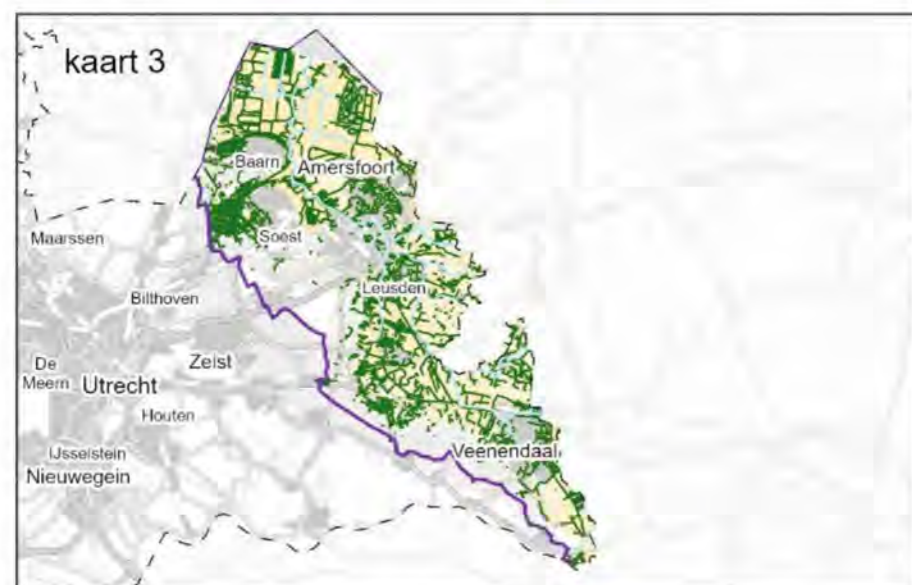 kaart 3
Baarn
Amersfoort
Maarssen
Soest
Leusden
Bilthoven
De
Meern
Utrecht
Zeist
Houten
IJsselstein
Nieuwegein
Veenendaal